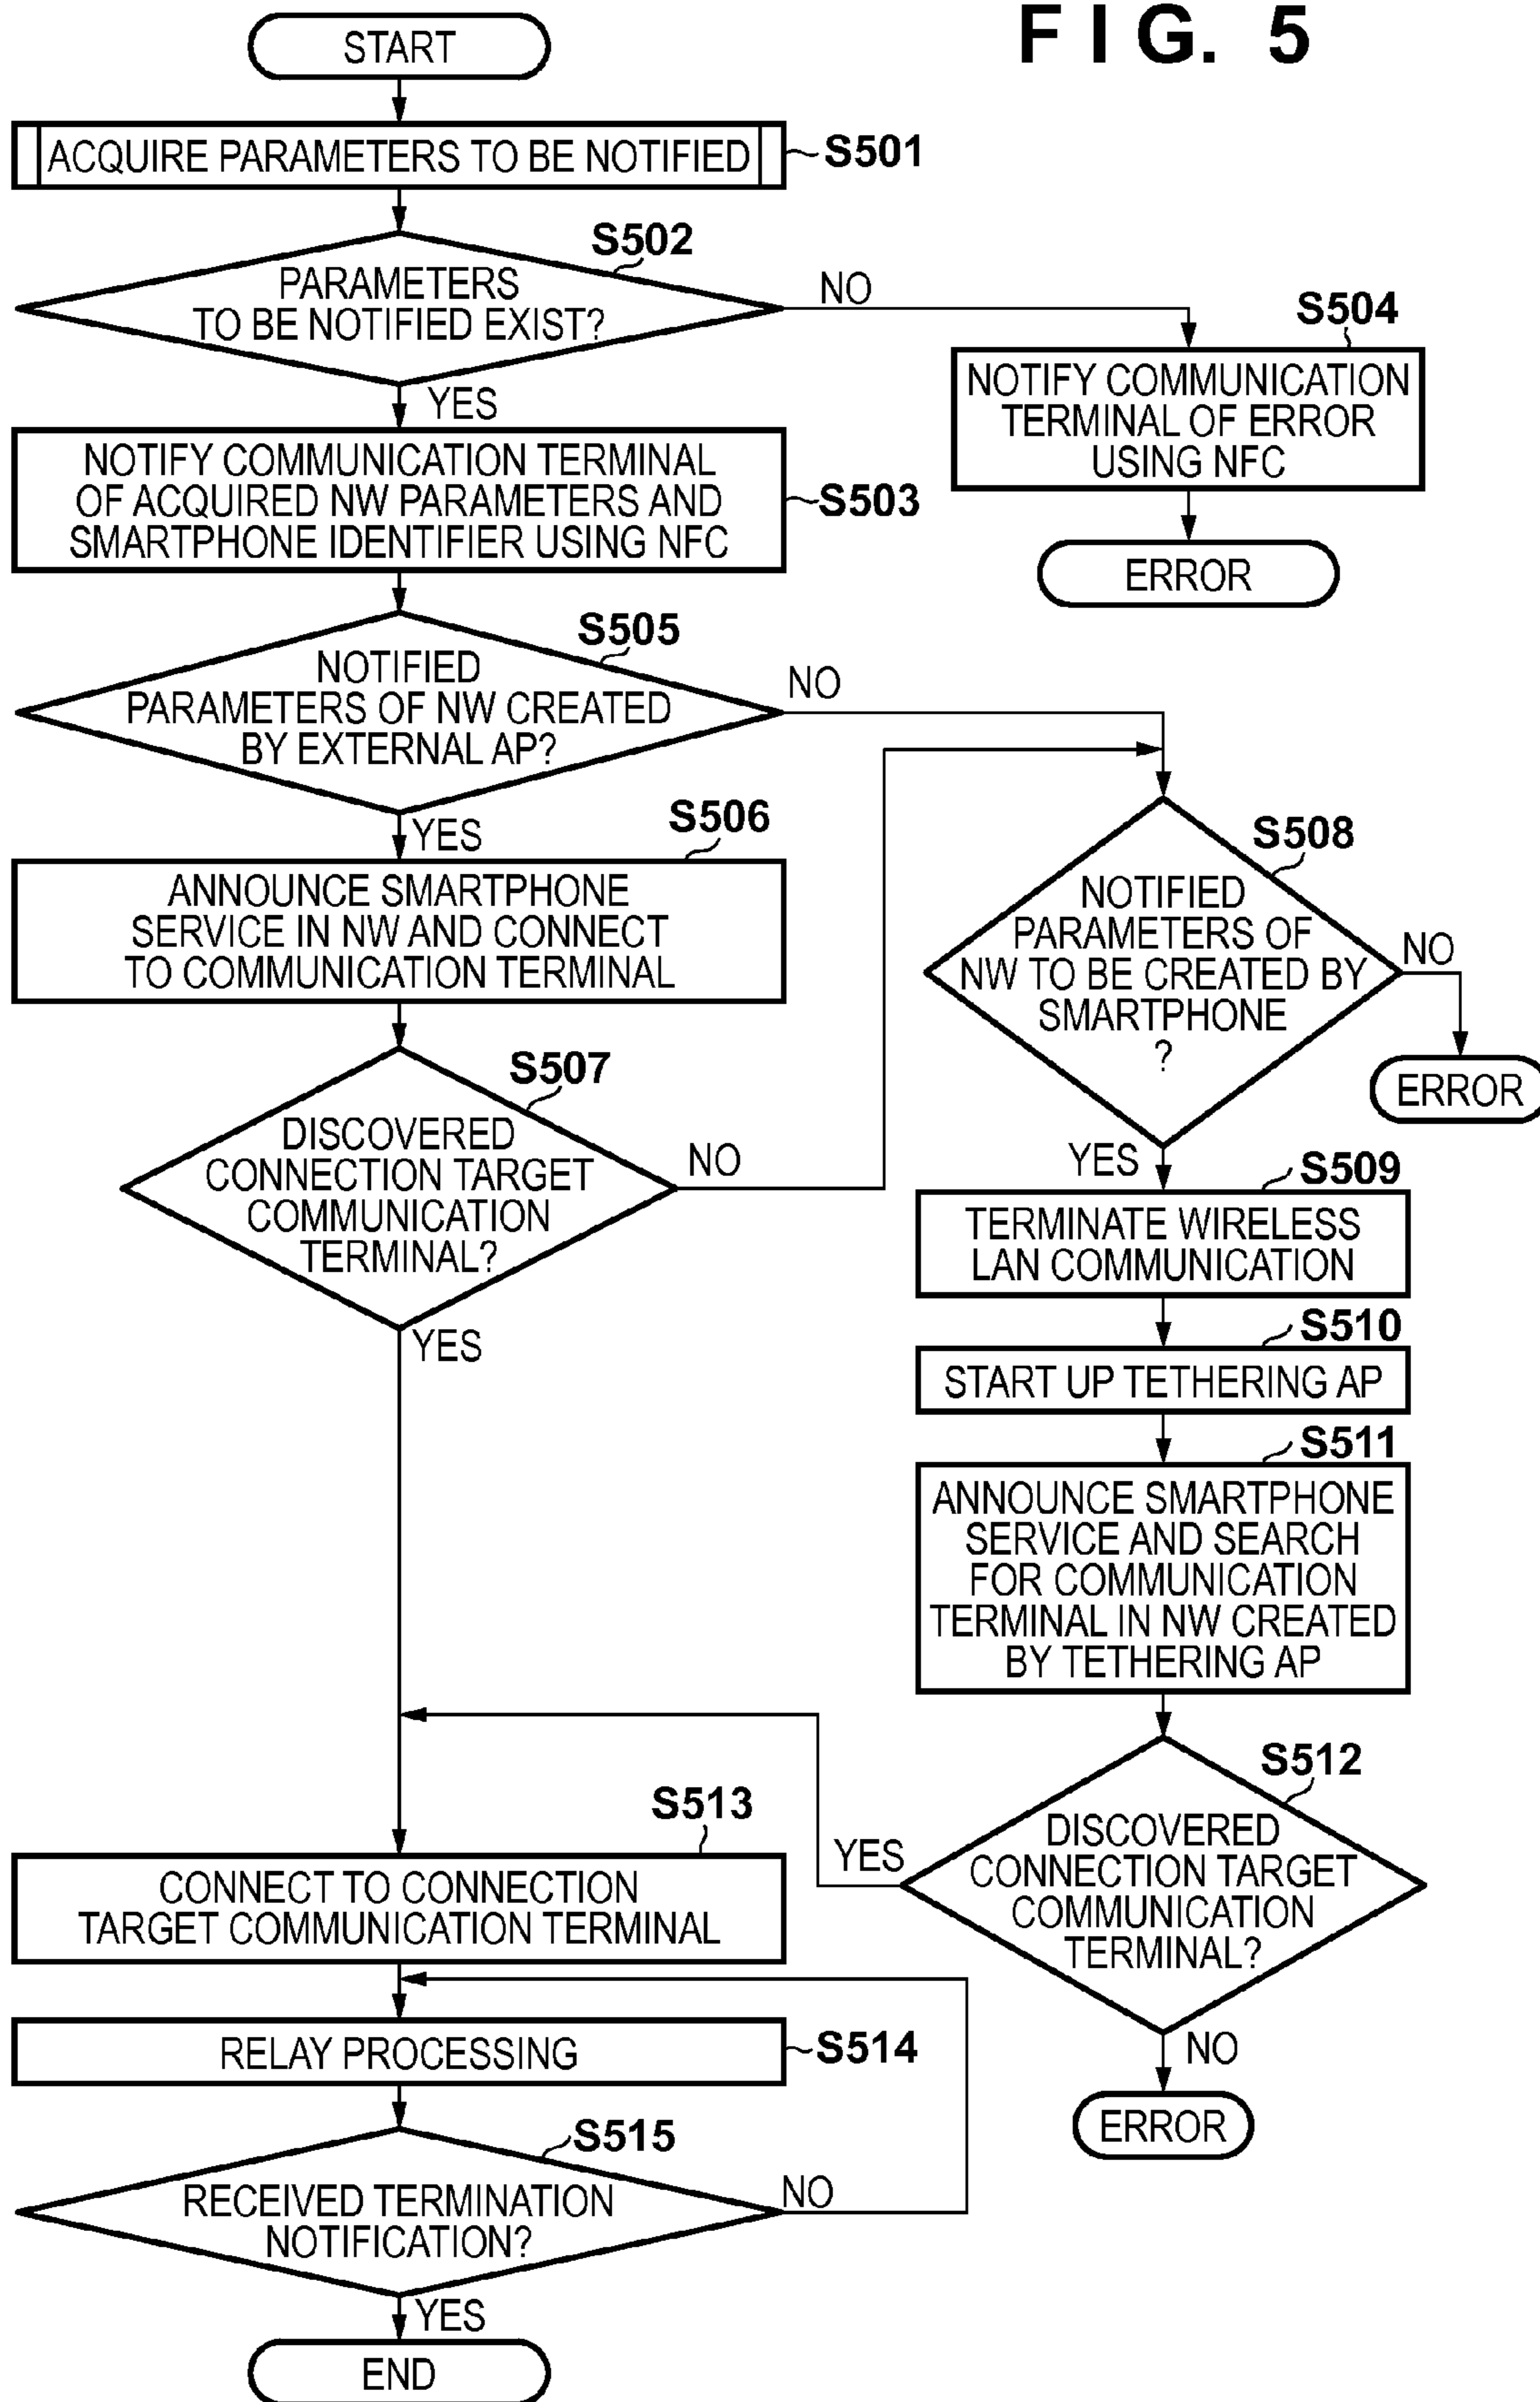 FIG. 5
START
ACQUIRE PARAMETERS TO BE NOTIFIED
S501
S502
PARAMETERS
TO BE NOTIFIED EXIST?
NO
YES
S504
NOTIFY COMMUNICATION
TERMINAL OF ERROR
USING NFC
ERROR
NOTIFY COMMUNICATION TERMINAL
OF ACQUIRED NW PARAMETERS AND
SMARTPHONE IDENTIFIER USING NFC
S503
S505
NOTIFIED
PARAMETERS OF NW CREATED
BY EXTERNAL AP?
NO
YES
S506
ANNOUNCE SMARTPHONE
SERVICE IN NW AND CONNECT
TO COMMUNICATION TERMINAL
S507
DISCOVERED
CONNECTION TARGET
COMMUNICATION
TERMINAL?
NO
YES
S508
NOTIFIED
PARAMETERS OF
NW TO BE CREATED BY
SMARTPHONE
?
NO
ERROR
YES
S509
TERMINATE WIRELESS
LAN COMMUNICATION
S510
START UP TETHERING AP
S511
ANNOUNCE SMARTPHONE
SERVICE AND SEARCH
FOR COMMUNICATION
TERMINAL IN NW CREATED
BY TETHERING AP
S512
DISCOVERED
CONNECTION TARGET
COMMUNICATION
TERMINAL?
YES
NO
ERROR
S513
CONNECT TO CONNECTION
TARGET COMMUNICATION TERMINAL
RELAY PROCESSING
S514
S515
RECEIVED TERMINATION
NOTIFICATION?
NO
YES
END